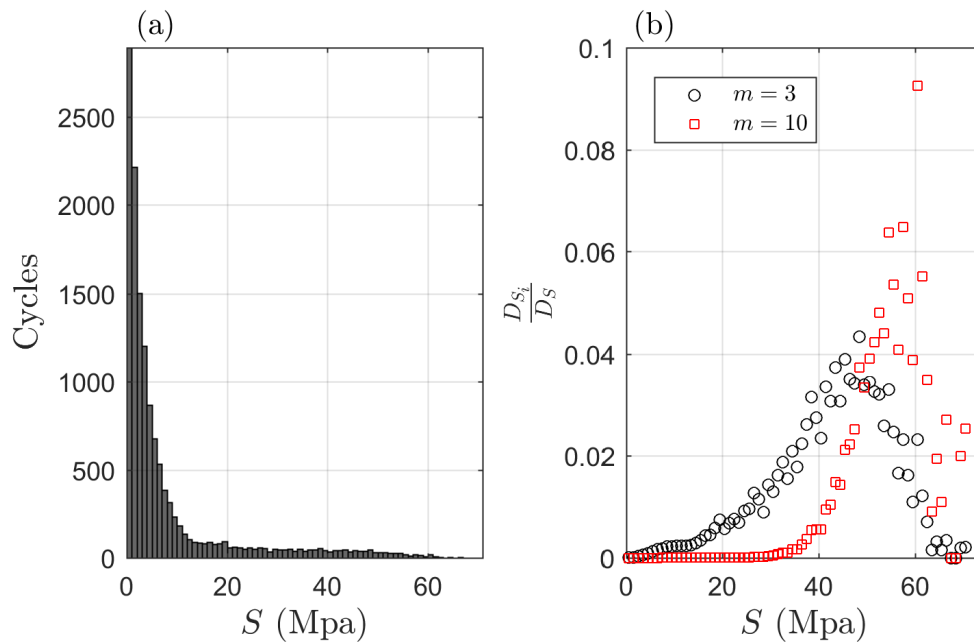 (a)
2500
2000
1500
1000
500
0
Cycles
0 20 40 60
S (Mpa)
(b)
0.1
0.08
0.06
0.04
0.02
0
D_{S_i} / D_S
m = 3
m = 10
0 20 40 60
S (Mpa)